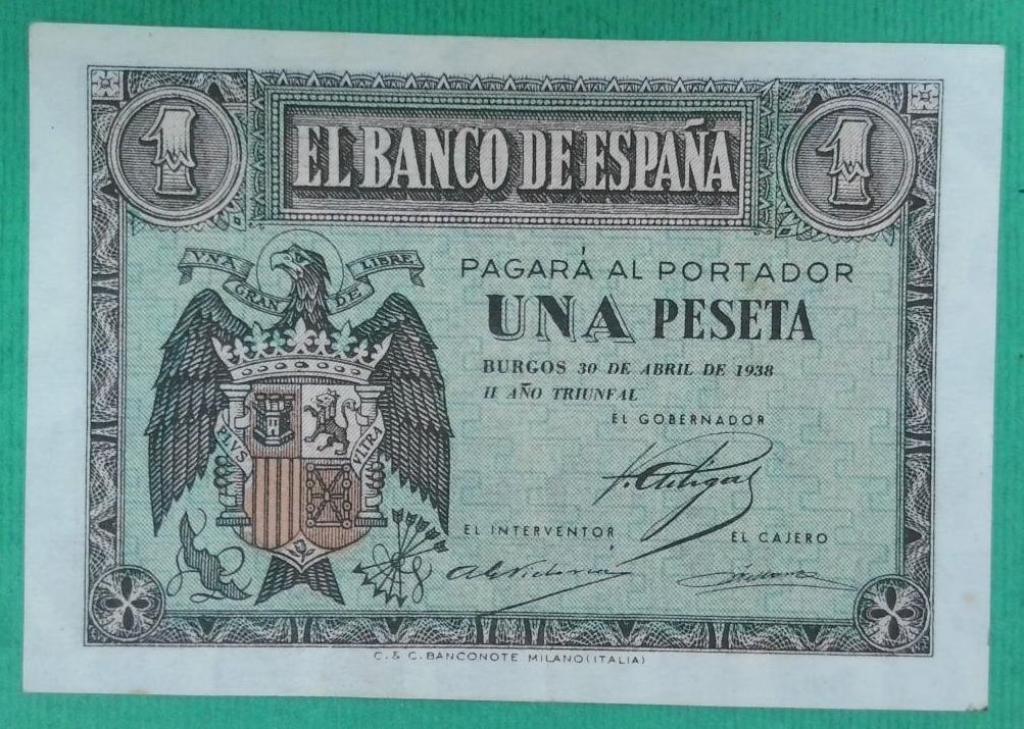 1
EL BANCO DE ESPAÑA
1
UNA GRANDE LIBRE
PAGARÁ AL PORTADOR
UNA PESETA
BURGOS 30 DE ABRIL DE 1938
II AÑO TRIUNFAL
EL GOBERNADOR
PLVS VLTRA
EL INTERVENTOR
EL CAJERO
C. & C. BANCONOTE MILANO (ITALIA)